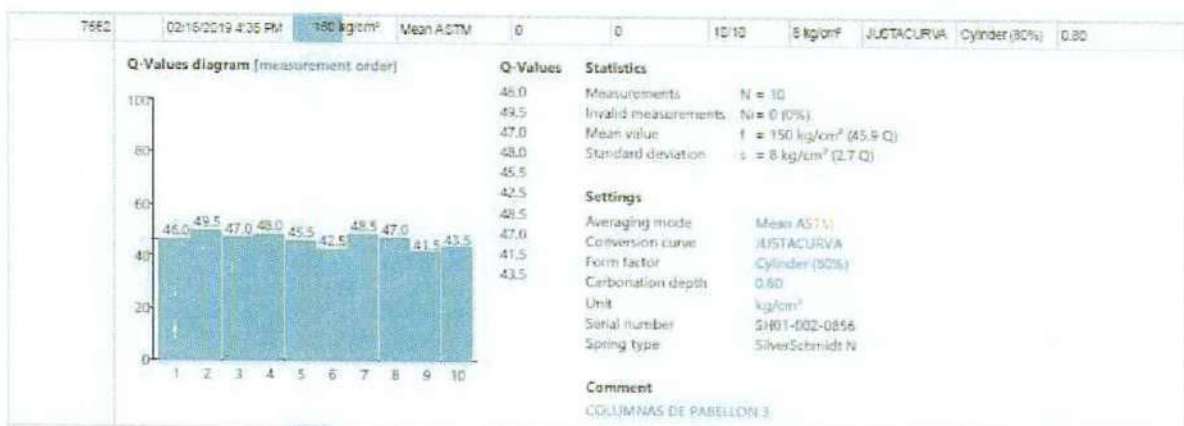 7662 02/15/2019 4:35 PM 150 kg/cm² Mean ASTM 0 0 10/10 8 kg/cm² JUSTACURVA Cylinder (80%) 0.80
Q-Values diagram (measurement order)
100
80
60
40
20
0
46.0 49.5 47.0 48.0 45.5 42.5 48.5 47.0 41.5 43.5
1 2 3 4 5 6 7 8 9 10
Q-Values
46.0
49.5
47.0
48.0
45.5
42.5
48.5
47.0
41.5
43.5
Statistics
Measurements N = 10
Invalid measurements Ni = 0 (0%)
Mean value f = 150 kg/cm² (45.9 Q)
Standard deviation s = 8 kg/cm² (2.7 Q)
Settings
Averaging mode Mean ASTM
Conversion curve JUSTACURVA
Form factor Cylinder (80%)
Carbonation depth 0.80
Unit kg/cm²
Serial number SH01-002-0856
Spring type SilverSchmidt N
Comment
COLUMNAS DE PABELLON 3